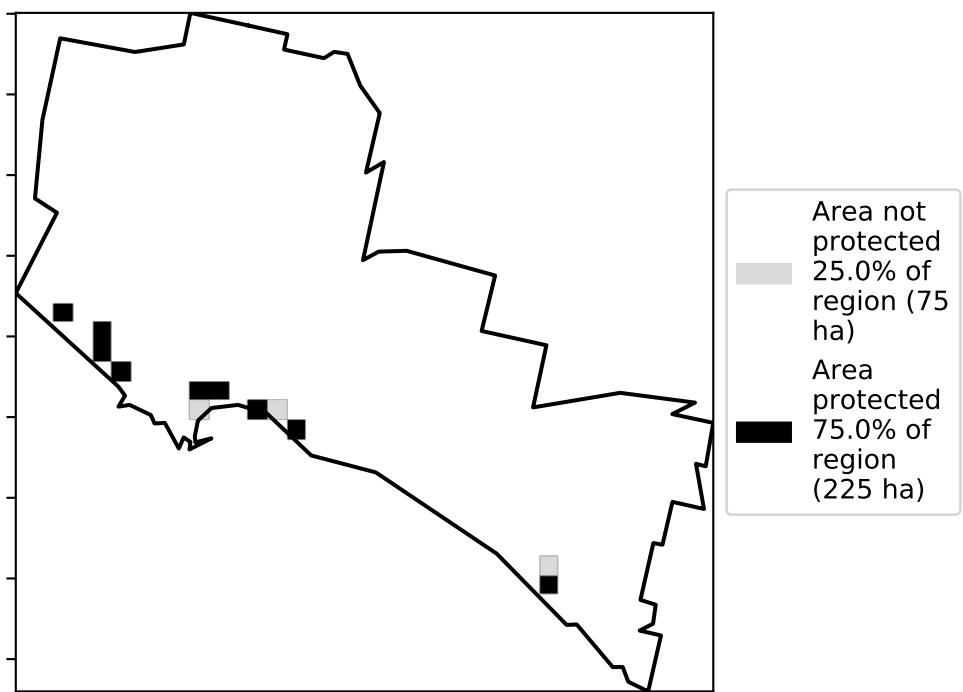 Area not
protected
25.0% of
region (75
ha)
Area
protected
75.0% of
region
(225 ha)